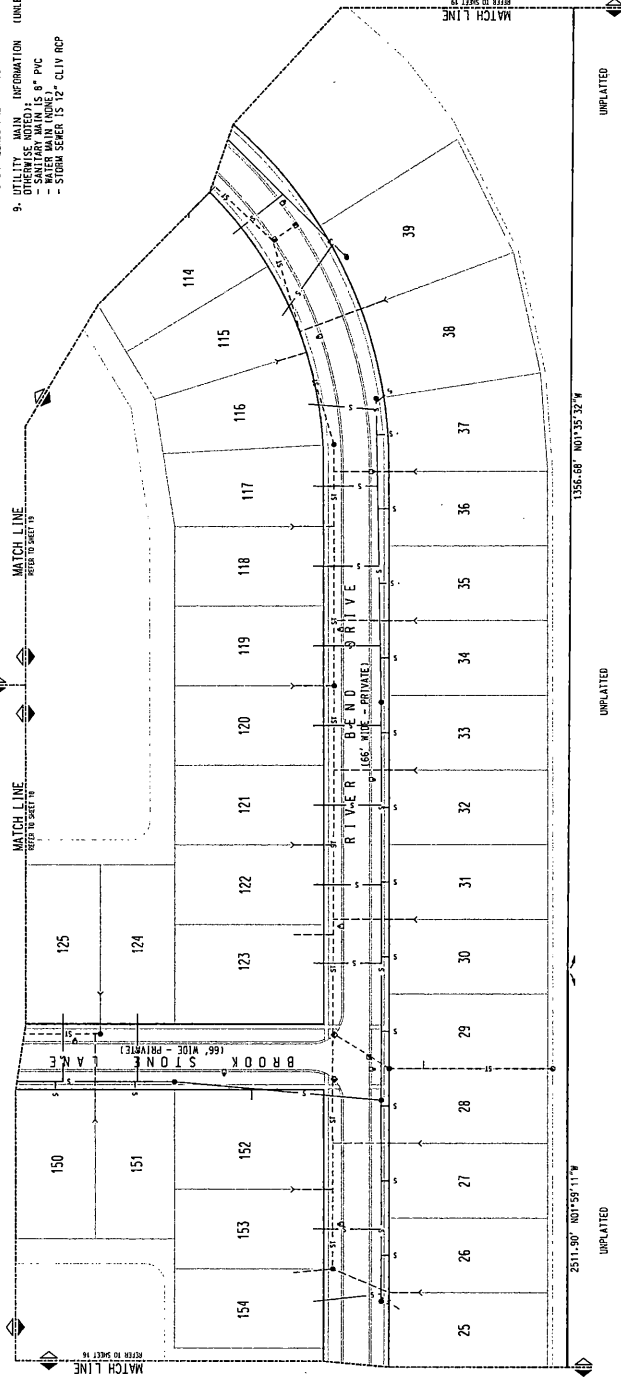 9. UTILITY MAIN INFORMATION (UNLE
OTHERWISE NOTED):
- SANITARY MAIN IS 8" PVC
- WATER MAIN (NONE)
- STORM SEWER IS 12" CLIV RCP
MATCH LINE
REFER TO SHEET 19
MATCH LINE
REFER TO SHEET 19
MATCH LINE
REFER TO SHEET 18
MATCH LINE
REFER TO SHEET 16
114
115
116
117
118
119
120
121
122
123
124
125
150
151
152
153
154
BROOK STONE LANE
(66' WIDE - PRIVATE)
RIVER BEND DRIVE
(66' WIDE - PRIVATE)
39
38
37
36
35
34
33
32
31
30
29
28
27
26
25
1356.68' N01°35'32"W
2511.90' N01°59'11"W
UNPLATTED
UNPLATTED
UNPLATTED